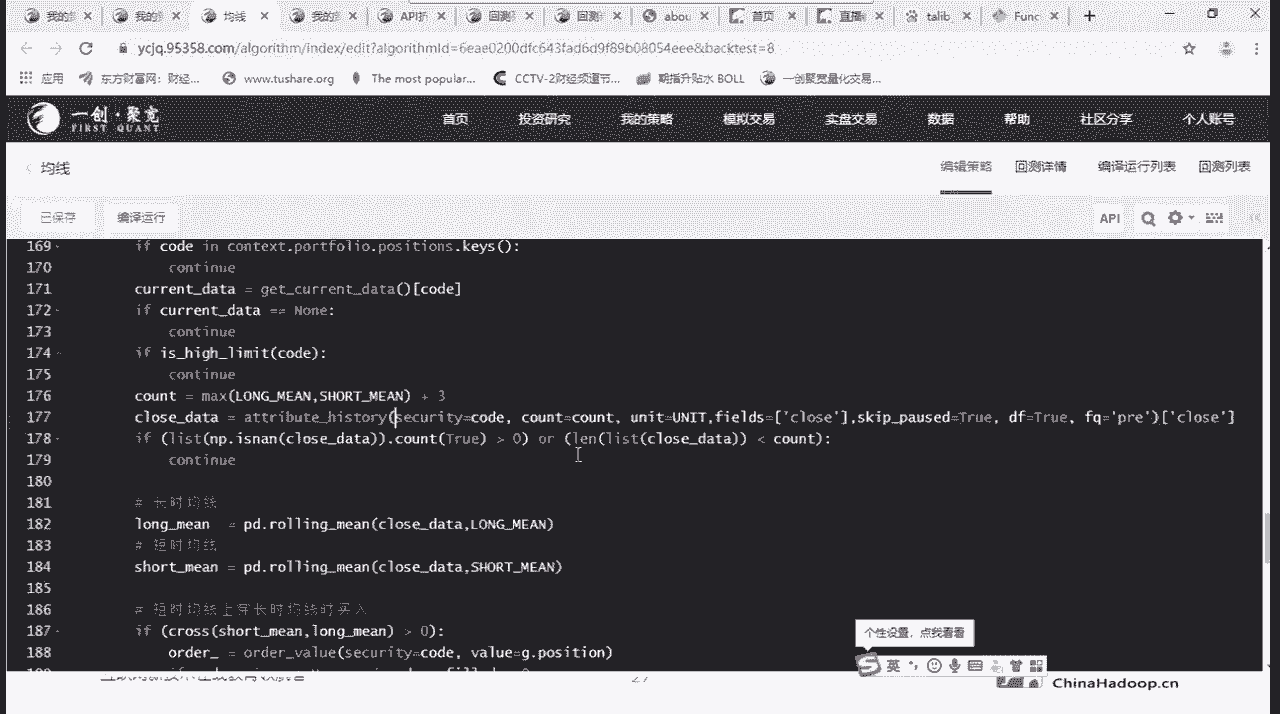 均线
API
回测
回测
abou
首页
直播
talib
Func
ycjq.95358.com/algorithm/index/edit?algorithmId=6eae0200dfc643fad6d9f89b08054eee&backtest=8
应用 东方财富网：财经... www.tushare.org The most popular... CCTV-2财经频道节... 期指升贴水 BOLL 一创聚宽量化交易...
一创·聚宽
FIRST QUANT
首页 投资研究 我的策略 模拟交易 实盘交易 数据 帮助 社区分享 个人账号
均线
编辑策略 回测详情 编译运行列表 回测列表
已保存 编译运行 API
169 if code in context.portfolio.positions.keys():
170 continue
171 current_data = get_current_data()[code]
172 if current_data == None:
173 continue
174 if is_high_limit(code):
175 continue
176 count = max(LONG_MEAN,SHORT_MEAN) + 3
177 close_data = attribute_history(security=code, count=count, unit=UNIT,fields=['close'],skip_paused=True, df=True, fq='pre')['close']
178 if (list(np.isnan(close_data)).count(True) > 0) or (len(list(close_data)) < count):
179 continue
180
181 # 长时均线
182 long_mean = pd.rolling_mean(close_data,LONG_MEAN)
183 # 短时均线
184 short_mean = pd.rolling_mean(close_data,SHORT_MEAN)
185
186 # 短时均线上穿长时均线时买入
187 if (cross(short_mean,long_mean) > 0):
188 order_ = order_value(security=code, value=g.position)
个性设置，点我看看
英
ChinaHadoop.cn